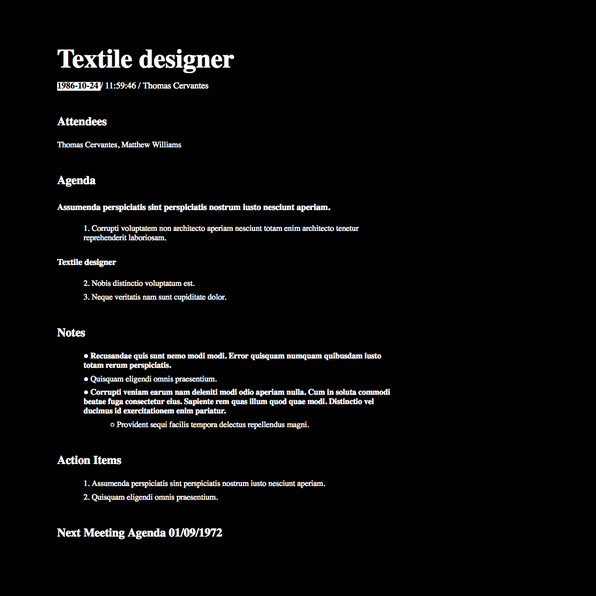 Textile designer
1986-10-24 / 11:59:46 / Thomas Cervantes
Attendees
Thomas Cervantes, Matthew Williams
Agenda
Assumenda perspiciatis sint perspiciatis nostrum iusto nesciunt aperiam.
1. Corrupti voluptatem non architecto aperiam nesciunt totam enim architecto tenetur
reprehenderit laboriosam.
Textile designer
2. Nobis distinctio voluptatum est.
3. Neque veritatis nam sunt cupiditate dolor.
Notes
● Recusandae quis sunt nemo modi modi. Error quisquam numquam quibusdam iusto
totam rerum perspiciatis.
● Quisquam eligendi omnis praesentium.
● Corrupti veniam earum nam deleniti modi odio aperiam nulla. Cum in soluta commodi
beatae fuga consectetur eius. Sapiente rem quas illum quod quae modi. Distinctio vel
ducimus id exercitationem enim pariatur.
○ Provident sequi facilis tempora delectus repellendus magni.
Action Items
1. Assumenda perspiciatis sint perspiciatis nostrum iusto nesciunt aperiam.
2. Quisquam eligendi omnis praesentium.
Next Meeting Agenda 01/09/1972